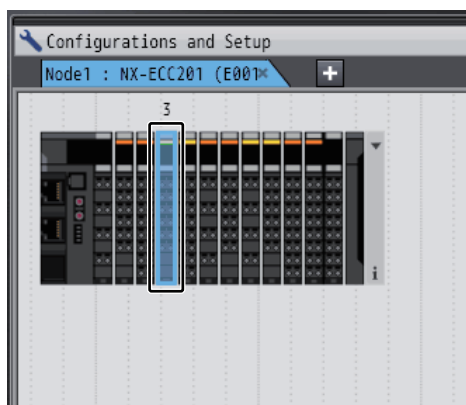 Configurations and Setup
Node1 : NX-ECC201 (E001
+
3
i